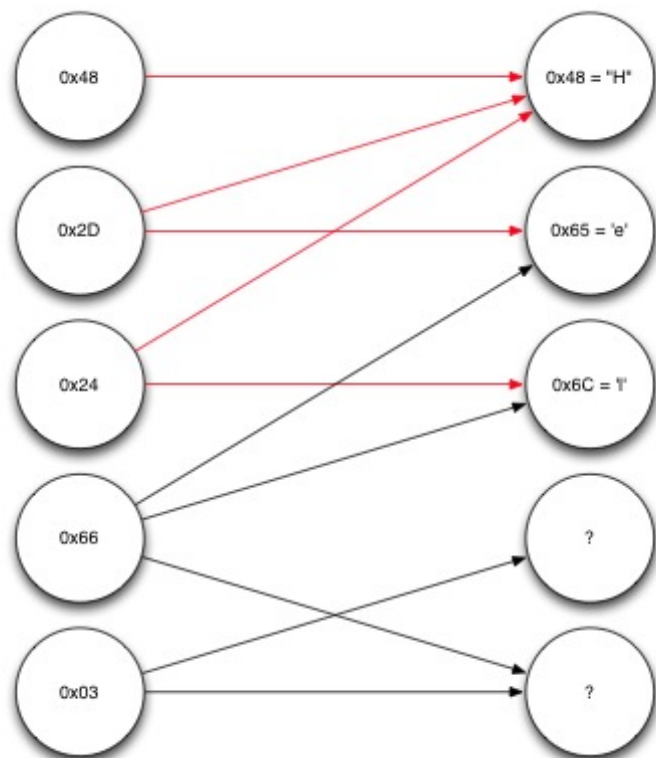 0x48
0x48 = "H"
0x2D
0x65 = 'e'
0x24
0x6C = 'l'
0x66
?
0x03
?